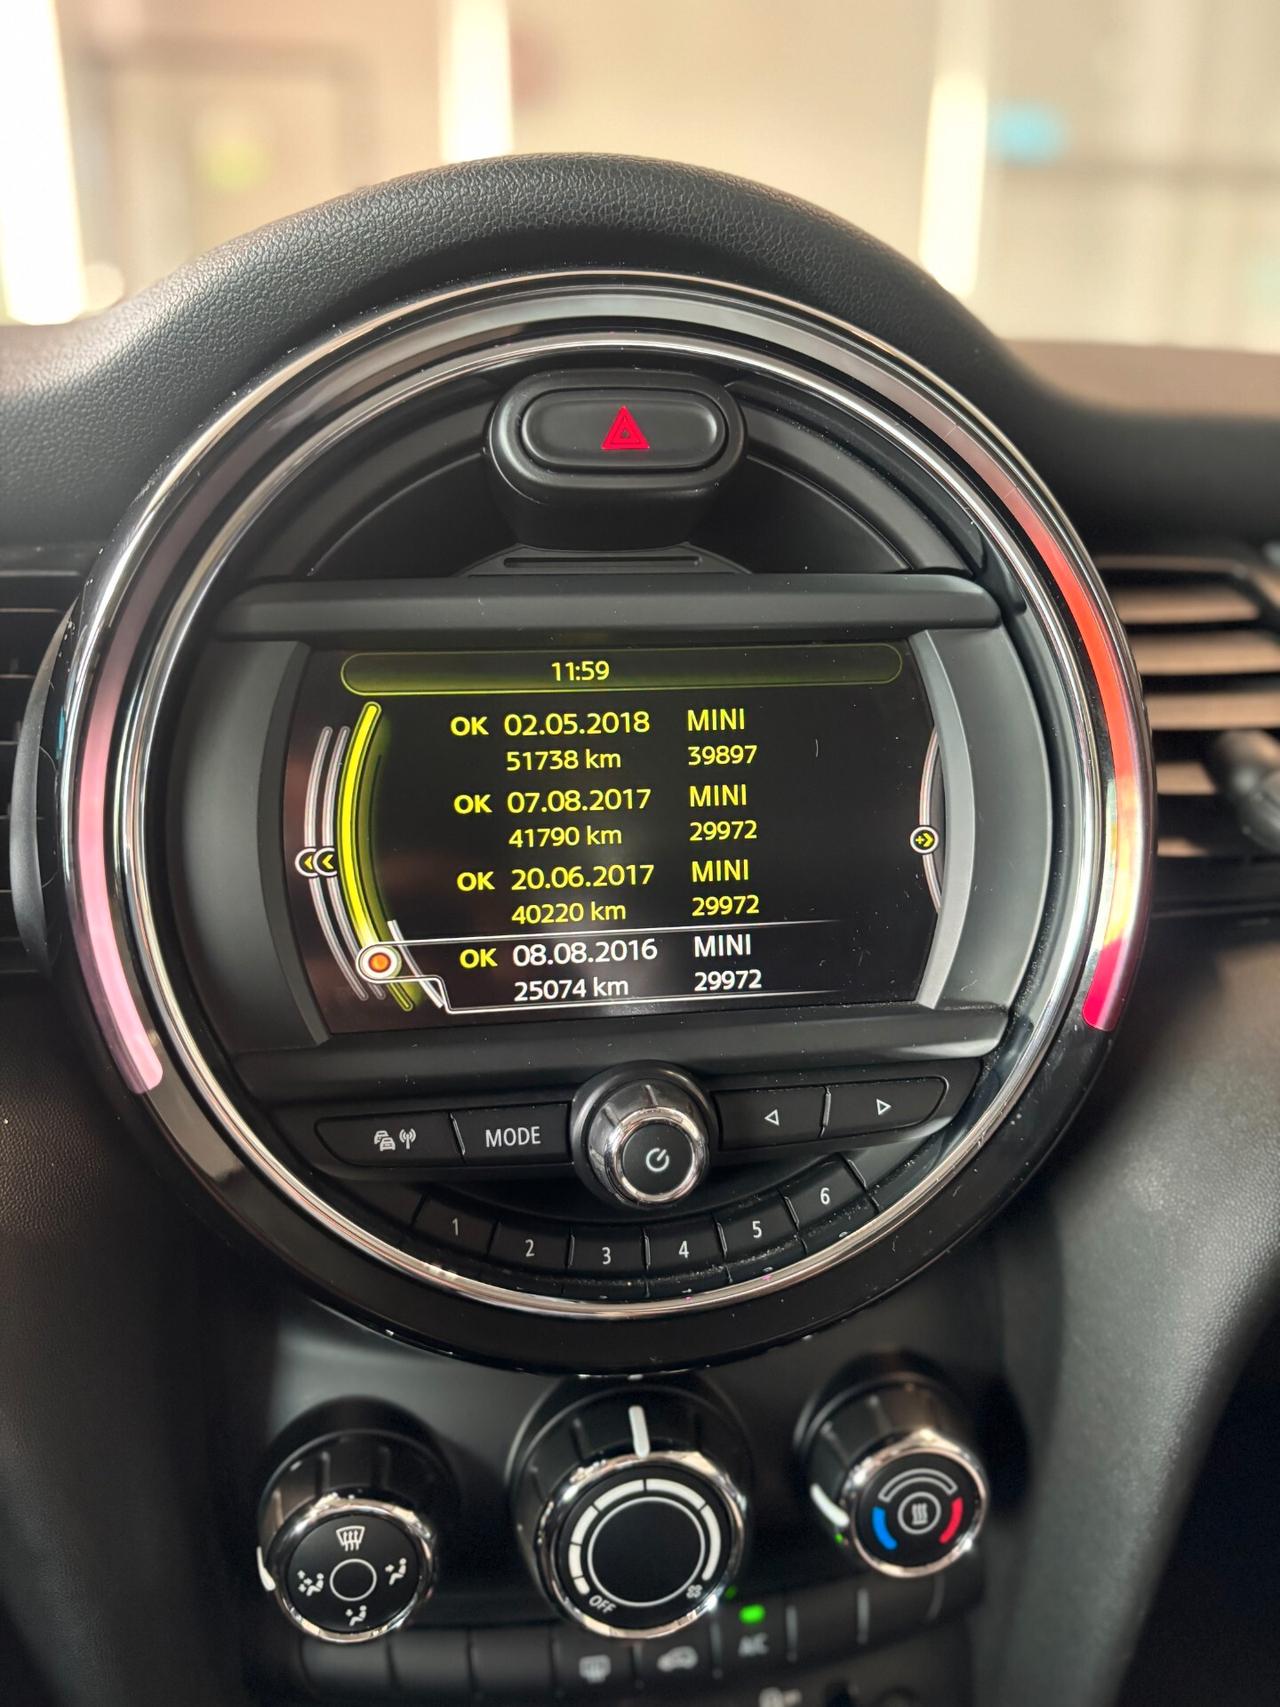 11:59
OK 02.05.2018 MINI
51738 km 39897
OK 07.08.2017 MINI
41790 km 29972
OK 20.06.2017 MINI
40220 km 29972
OK 08.08.2016 MINI
25074 km 29972
MODE
1 2 3 4 5 6
OFF
A/C